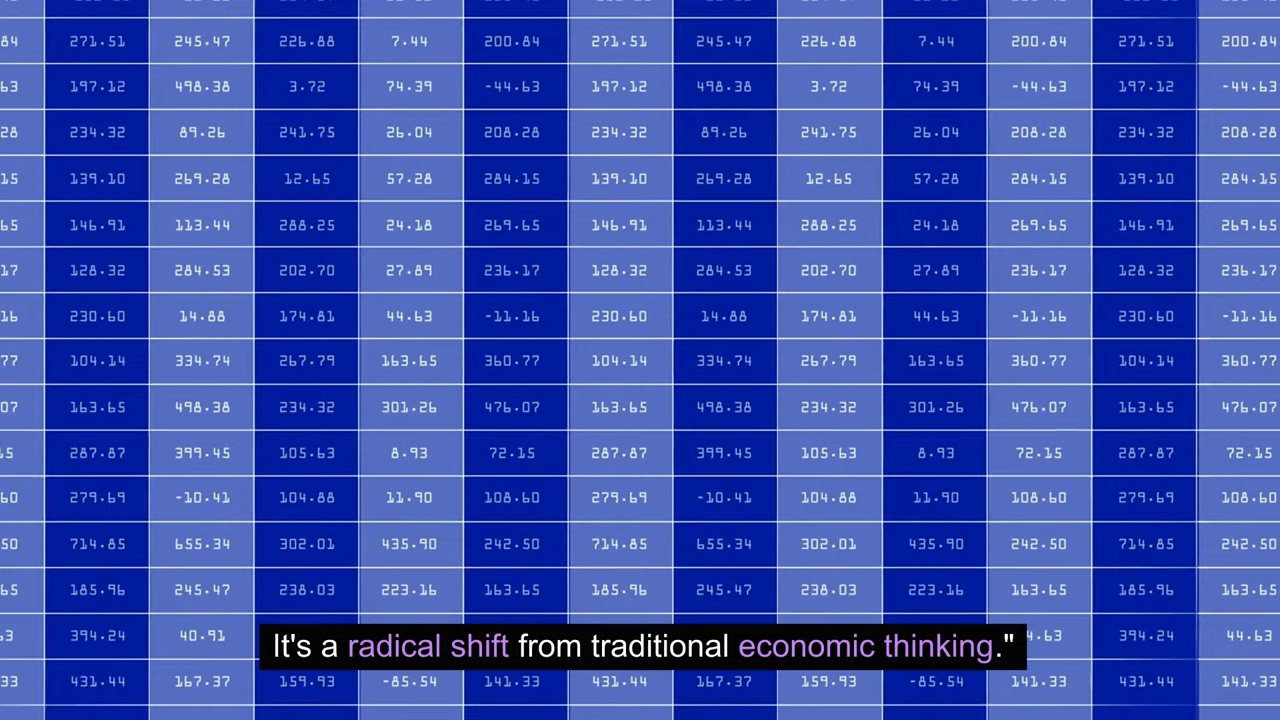 84 271.51 245.47 226.88 7.44 200.84 271.51 245.47 226.88 7.44 200.84 271.51 200.84
63 197.12 498.38 3.72 74.39 -44.63 197.12 498.38 3.72 74.39 -44.63 197.12 -44.63
28 234.32 89.26 241.75 26.04 208.28 234.32 89.26 241.75 26.04 208.28 234.32 208.28
15 139.10 269.28 12.65 57.28 284.15 139.10 269.28 12.65 57.28 284.15 139.10 284.15
65 146.91 113.44 288.25 24.18 269.65 146.91 113.44 288.25 24.18 269.65 146.91 269.65
17 128.32 284.53 202.70 27.89 236.17 128.32 284.53 202.70 27.89 236.17 128.32 236.17
16 230.60 14.88 174.81 44.63 -11.16 230.60 14.88 174.81 44.63 -11.16 230.60 -11.16
77 104.14 334.74 267.79 163.65 360.77 104.14 334.74 267.79 163.65 360.77 104.14 360.77
07 163.65 498.38 234.32 301.26 476.07 163.65 498.38 234.32 301.26 476.07 163.65 476.07
15 287.87 399.45 105.63 8.93 72.15 287.87 399.45 105.63 8.93 72.15 287.87 72.15
60 279.69 -10.41 104.88 11.90 108.60 279.69 -10.41 104.88 11.90 108.60 279.69 108.60
50 714.85 655.34 302.01 435.90 242.50 714.85 655.34 302.01 435.90 242.50 714.85 242.50
65 185.96 245.47 238.03 223.16 163.65 185.96 245.47 238.03 223.16 163.65 185.96 163.65
63 394.24 40.91 4.63 394.24 44.63
It's a radical shift from traditional economic thinking."
33 431.44 167.37 159.93 -85.54 141.33 431.44 167.37 159.93 -85.54 141.33 431.44 141.33